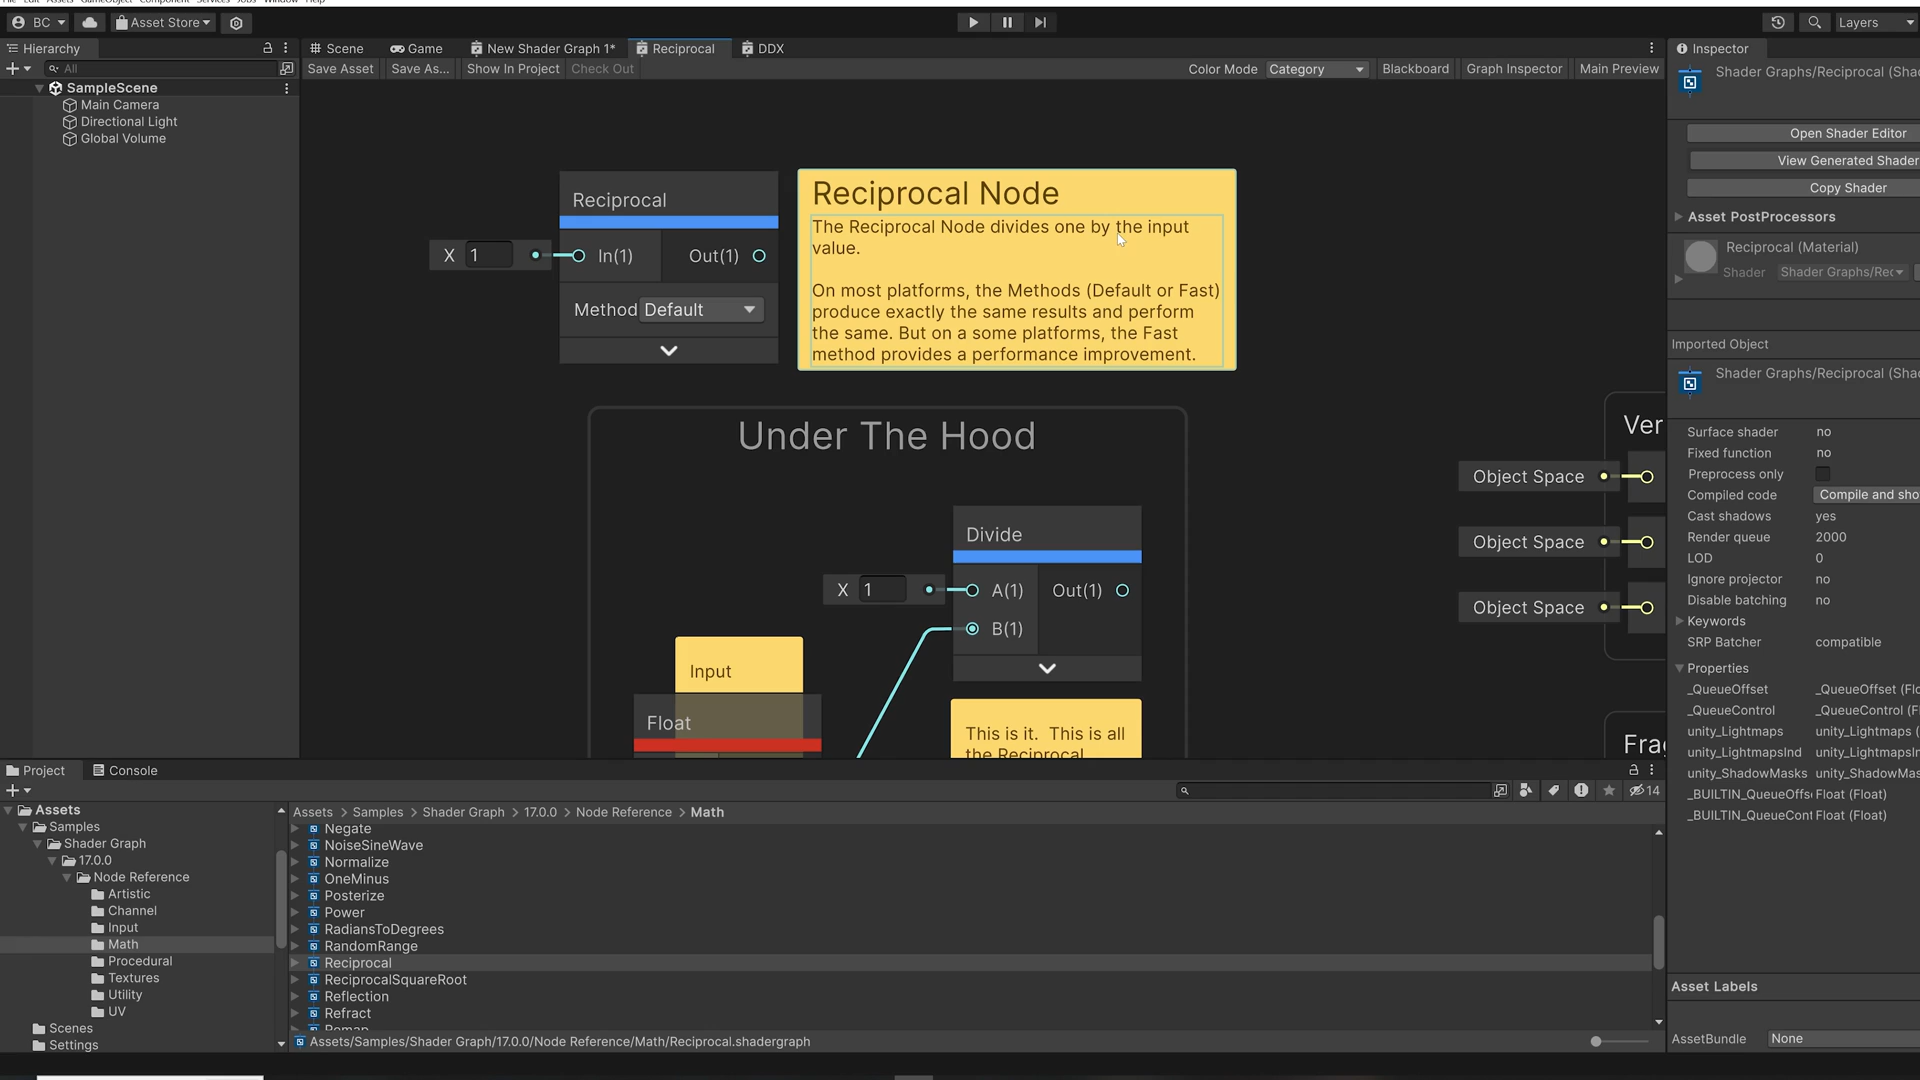 File Edit Assets GameObject Component Services Jobs Window Help
BC
Asset Store
Layers
Hierarchy
Scene
Game
New Shader Graph 1*
Reciprocal
DDX
Inspector
All
Save Asset
Save As...
Show In Project
Check Out
Color Mode
Category
Blackboard
Graph Inspector
Main Preview
Shader Graphs/Reciprocal (Sha
SampleScene
Main Camera
Directional Light
Global Volume
Open Shader Editor
View Generated Shader
Copy Shader
Asset PostProcessors
Reciprocal (Material)
Shader
Shader Graphs/Rec
Imported Object
Shader Graphs/Reciprocal (Sha
Surface shader no
Fixed function no
Preprocess only
Compiled code Compile and sho
Cast shadows yes
Render queue 2000
LOD 0
Ignore projector no
Disable batching no
Keywords
SRP Batcher compatible
Properties
_QueueOffset _QueueOffset (Flo
_QueueControl _QueueControl (Fl
unity_Lightmaps unity_Lightmaps (
unity_LightmapsInd unity_LightmapsIn
unity_ShadowMasks unity_ShadowMas
_BUILTIN_QueueOffs Float (Float)
_BUILTIN_QueueCont Float (Float)
Asset Labels
AssetBundle None
Reciprocal
X 1
In(1)
Out(1)
Method Default
Reciprocal Node
The Reciprocal Node divides one by the input
value.
On most platforms, the Methods (Default or Fast)
produce exactly the same results and perform
the same. But on a some platforms, the Fast
method provides a performance improvement.
Under The Hood
Divide
X 1
A(1)
Out(1)
B(1)
Input
Float
This is it. This is all
the Reciprocal
Ver
Object Space
Object Space
Object Space
Fra
Project
Console
14
Assets
Samples
Shader Graph
17.0.0
Node Reference
Artistic
Channel
Input
Math
Procedural
Textures
Utility
UV
Scenes
Settings
Assets > Samples > Shader Graph > 17.0.0 > Node Reference > Math
Negate
NoiseSineWave
Normalize
OneMinus
Posterize
Power
RadiansToDegrees
RandomRange
Reciprocal
ReciprocalSquareRoot
Reflection
Refract
Remap
Assets/Samples/Shader Graph/17.0.0/Node Reference/Math/Reciprocal.shadergraph